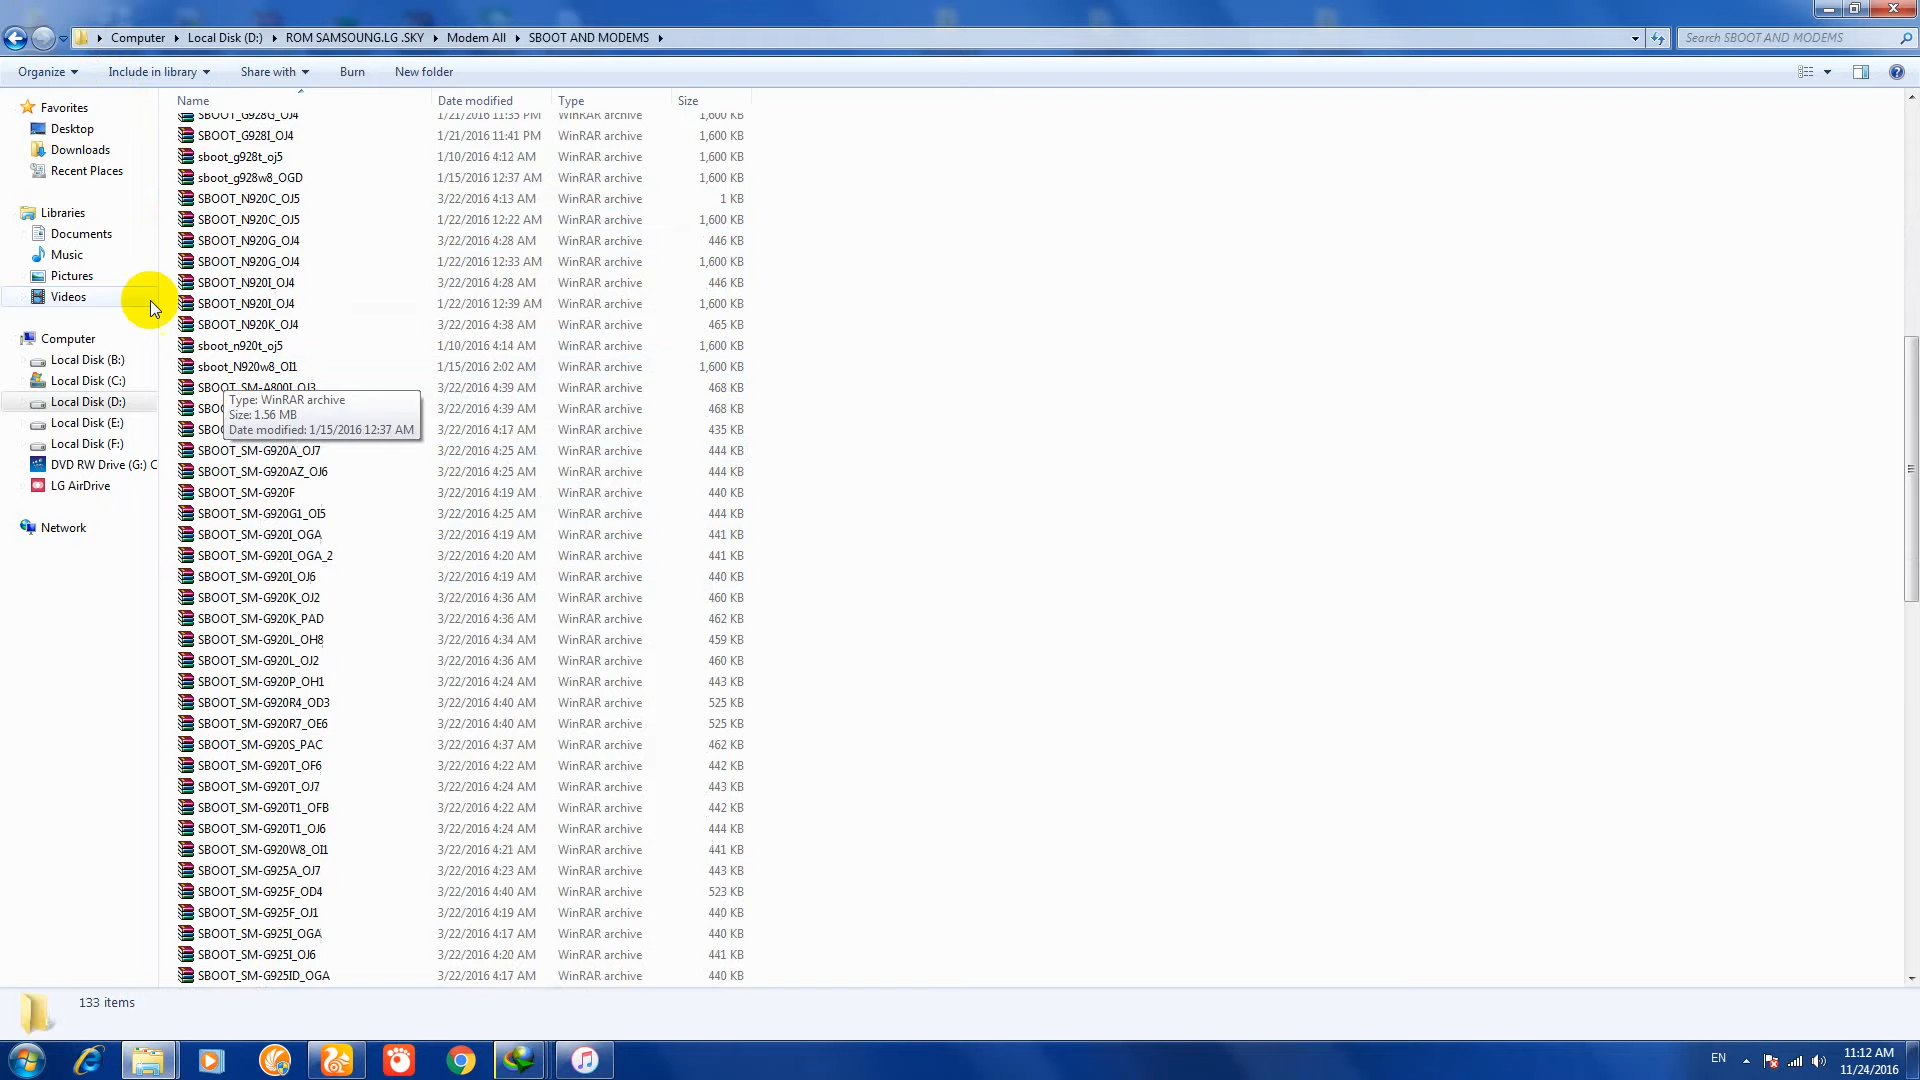 Computer ▸ Local Disk (D:) ▸ ROM SAMSOUNG.LG .SKY ▸ Modem All ▸ SBOOT AND MODEMS ▸
Search SBOOT AND MODEMS
Organize Include in library Share with Burn New folder
Name Date modified Type Size
SBOOT_G928G_OJ4 1/21/2016 11:35 PM WinRAR archive 1,600 KB
SBOOT_G928I_OJ4 1/21/2016 11:41 PM WinRAR archive 1,600 KB
sboot_g928t_oj5 1/10/2016 4:12 AM WinRAR archive 1,600 KB
sboot_g928w8_OGD 1/15/2016 12:37 AM WinRAR archive 1,600 KB
SBOOT_N920C_OJ5 3/22/2016 4:13 AM WinRAR archive 1 KB
SBOOT_N920C_OJ5 1/22/2016 12:22 AM WinRAR archive 1,600 KB
SBOOT_N920G_OJ4 3/22/2016 4:28 AM WinRAR archive 446 KB
SBOOT_N920G_OJ4 1/22/2016 12:33 AM WinRAR archive 1,600 KB
SBOOT_N920I_OJ4 3/22/2016 4:28 AM WinRAR archive 446 KB
SBOOT_N920I_OJ4 1/22/2016 12:39 AM WinRAR archive 1,600 KB
SBOOT_N920K_OJ4 3/22/2016 4:38 AM WinRAR archive 465 KB
sboot_n920t_oj5 1/10/2016 4:14 AM WinRAR archive 1,600 KB
sboot_N920w8_OI1 1/15/2016 2:02 AM WinRAR archive 1,600 KB
SBOOT_SM-A800I_OJ3 3/22/2016 4:39 AM WinRAR archive 468 KB
SBOO 3/22/2016 4:39 AM WinRAR archive 468 KB
SBOO 3/22/2016 4:17 AM WinRAR archive 435 KB
Type: WinRAR archive
Size: 1.56 MB
Date modified: 1/15/2016 12:37 AM
SBOOT_SM-G920A_OJ7 3/22/2016 4:25 AM WinRAR archive 444 KB
SBOOT_SM-G920AZ_OJ6 3/22/2016 4:25 AM WinRAR archive 444 KB
SBOOT_SM-G920F 3/22/2016 4:19 AM WinRAR archive 440 KB
SBOOT_SM-G920G1_OI5 3/22/2016 4:25 AM WinRAR archive 444 KB
SBOOT_SM-G920I_OGA 3/22/2016 4:19 AM WinRAR archive 441 KB
SBOOT_SM-G920I_OGA_2 3/22/2016 4:20 AM WinRAR archive 441 KB
SBOOT_SM-G920I_OJ6 3/22/2016 4:19 AM WinRAR archive 440 KB
SBOOT_SM-G920K_OJ2 3/22/2016 4:36 AM WinRAR archive 460 KB
SBOOT_SM-G920K_PAD 3/22/2016 4:36 AM WinRAR archive 462 KB
SBOOT_SM-G920L_OH8 3/22/2016 4:34 AM WinRAR archive 459 KB
SBOOT_SM-G920L_OJ2 3/22/2016 4:36 AM WinRAR archive 460 KB
SBOOT_SM-G920P_OH1 3/22/2016 4:24 AM WinRAR archive 443 KB
SBOOT_SM-G920R4_OD3 3/22/2016 4:40 AM WinRAR archive 525 KB
SBOOT_SM-G920R7_OE6 3/22/2016 4:40 AM WinRAR archive 525 KB
SBOOT_SM-G920S_PAC 3/22/2016 4:37 AM WinRAR archive 462 KB
SBOOT_SM-G920T_OF6 3/22/2016 4:22 AM WinRAR archive 442 KB
SBOOT_SM-G920T_OJ7 3/22/2016 4:24 AM WinRAR archive 443 KB
SBOOT_SM-G920T1_OFB 3/22/2016 4:22 AM WinRAR archive 442 KB
SBOOT_SM-G920T1_OJ6 3/22/2016 4:24 AM WinRAR archive 444 KB
SBOOT_SM-G920W8_OI1 3/22/2016 4:21 AM WinRAR archive 441 KB
SBOOT_SM-G925A_OJ7 3/22/2016 4:23 AM WinRAR archive 443 KB
SBOOT_SM-G925F_OD4 3/22/2016 4:40 AM WinRAR archive 523 KB
SBOOT_SM-G925F_OJ1 3/22/2016 4:19 AM WinRAR archive 440 KB
SBOOT_SM-G925I_OGA 3/22/2016 4:17 AM WinRAR archive 440 KB
SBOOT_SM-G925I_OJ6 3/22/2016 4:20 AM WinRAR archive 441 KB
SBOOT_SM-G925ID_OGA 3/22/2016 4:17 AM WinRAR archive 440 KB
Favorites
Desktop
Downloads
Recent Places
Libraries
Documents
Music
Pictures
Videos
Computer
Local Disk (B:)
Local Disk (C:)
Local Disk (D:)
Local Disk (E:)
Local Disk (F:)
DVD RW Drive (G:) C
LG AirDrive
Network
133 items
EN
11:12 AM
11/24/2016